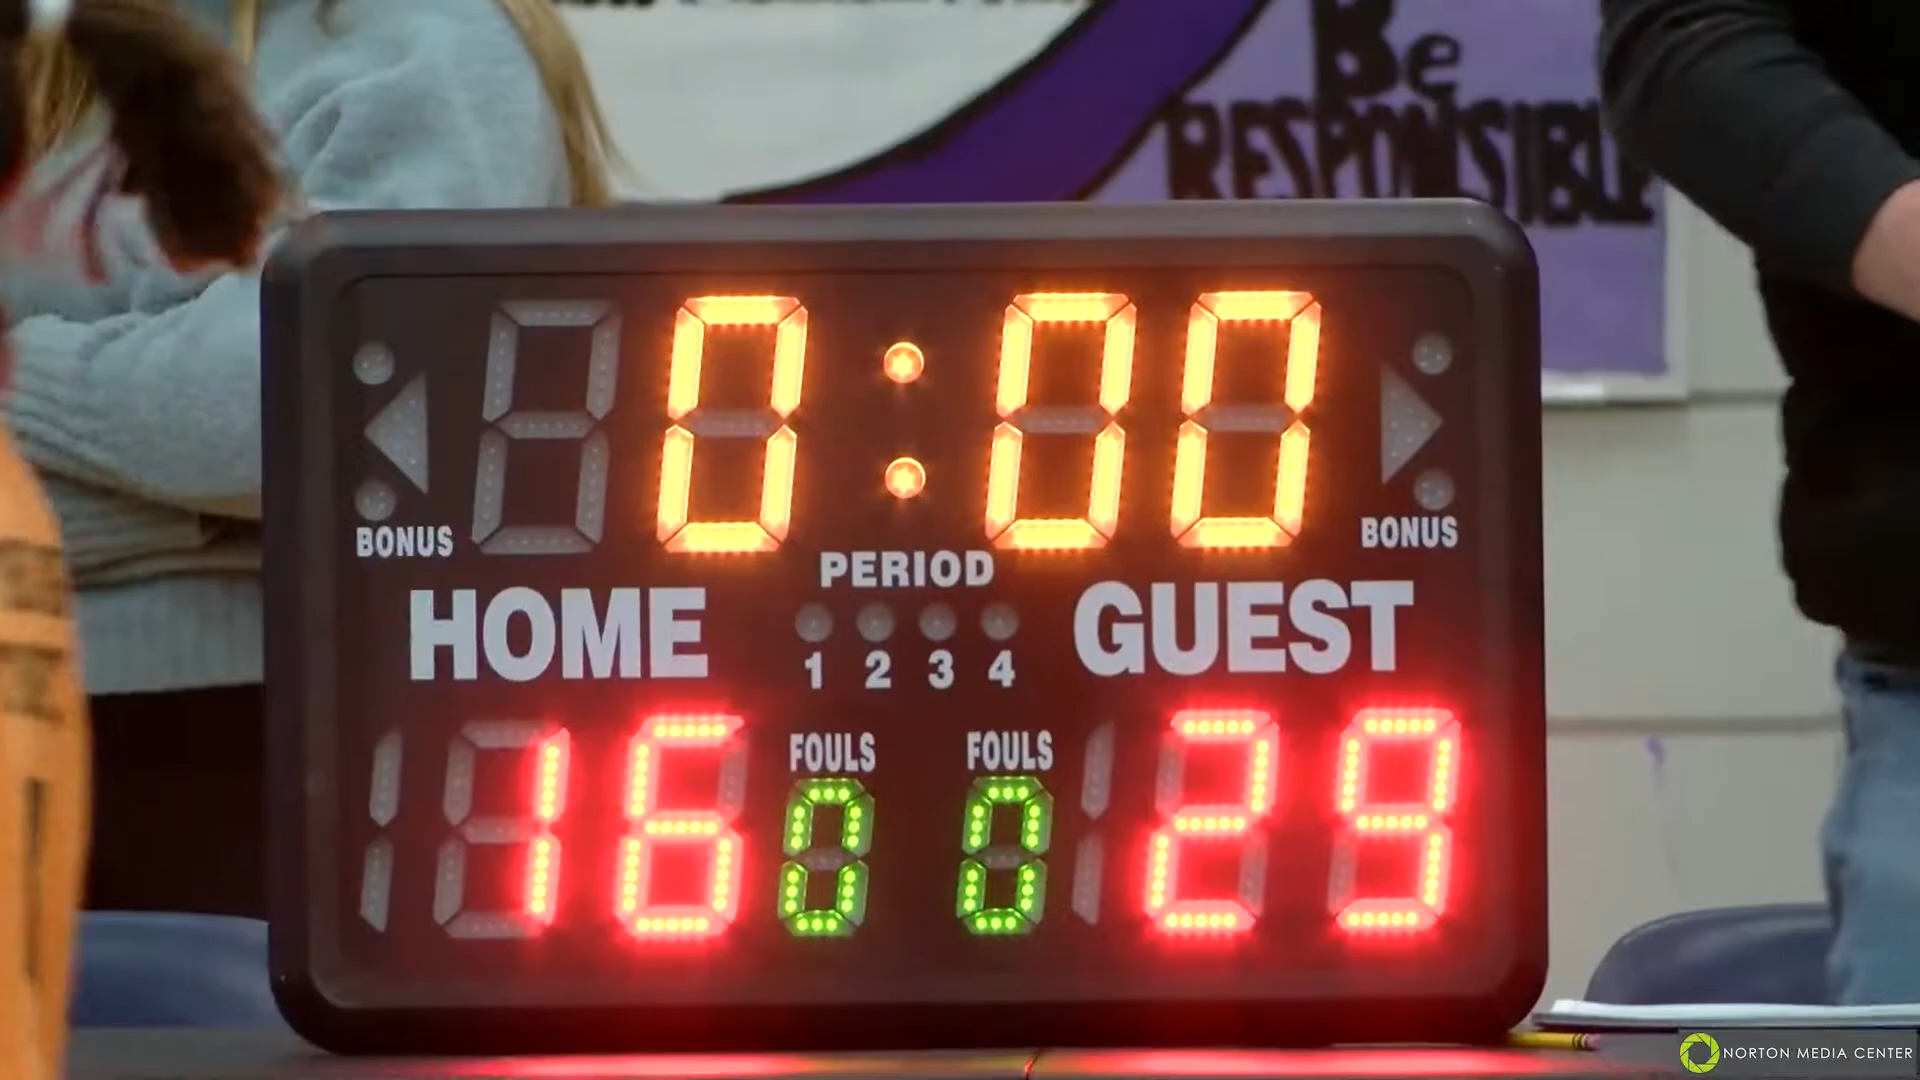 Be
RESPONSIBLE
0:00
BONUS
BONUS
PERIOD
HOME
GUEST
1 2 3 4
FOULS
FOULS
16
0
0
29
NORTON MEDIA CENTER